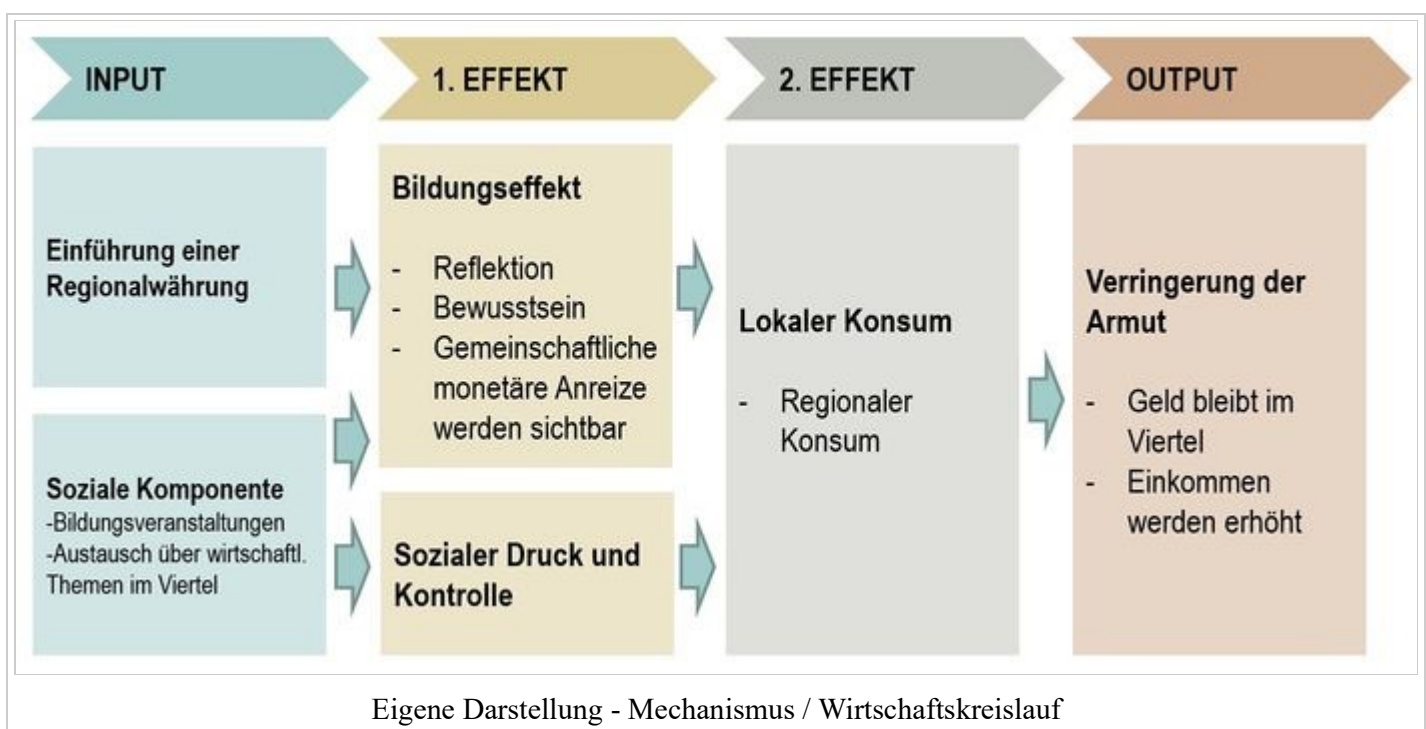 INPUT
1. EFFEKT
2. EFFEKT
OUTPUT
Einführung einer
Regionalwährung
Soziale Komponente
-Bildungsveranstaltungen
-Austausch über wirtschaftl.
Themen im Viertel
Bildungseffekt
- Reflektion
- Bewusstsein
- Gemeinschaftliche
monetäre Anreize
werden sichtbar
Sozialer Druck und
Kontrolle
Lokaler Konsum
- Regionaler
Konsum
Verringerung der
Armut
- Geld bleibt im
Viertel
- Einkommen
werden erhöht
Eigene Darstellung - Mechanismus / Wirtschaftskreislauf